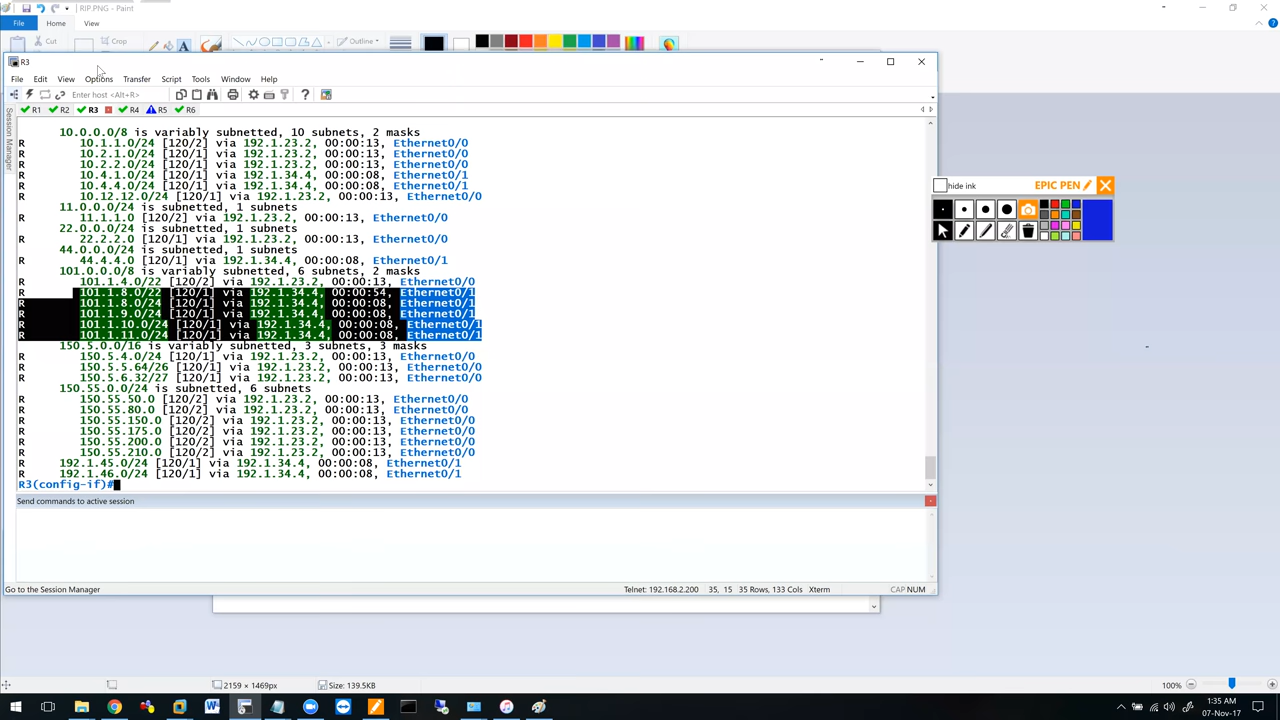 RIP.PNG - Paint
File Home View
Cut Crop Outline
R3
File Edit View Options Transfer Script Tools Window Help
Enter host <Alt+R>
R1 R2 R3 R4 R5 R6
Session Manager
10.0.0.0/8 is variably subnetted, 10 subnets, 2 masks
R 10.1.1.0/24 [120/2] via 192.1.23.2, 00:00:13, Ethernet0/0
R 10.2.1.0/24 [120/1] via 192.1.23.2, 00:00:13, Ethernet0/0
R 10.2.2.0/24 [120/1] via 192.1.23.2, 00:00:13, Ethernet0/0
R 10.4.1.0/24 [120/1] via 192.1.34.4, 00:00:08, Ethernet0/1
R 10.4.4.0/24 [120/1] via 192.1.34.4, 00:00:08, Ethernet0/1
R 10.12.12.0/24 [120/1] via 192.1.23.2, 00:00:13, Ethernet0/0
11.0.0.0/24 is subnetted, 1 subnets
R 11.1.1.0 [120/2] via 192.1.23.2, 00:00:13, Ethernet0/0
22.0.0.0/24 is subnetted, 1 subnets
R 22.2.2.0 [120/1] via 192.1.23.2, 00:00:13, Ethernet0/0
44.0.0.0/24 is subnetted, 1 subnets
R 44.4.4.0 [120/1] via 192.1.34.4, 00:00:08, Ethernet0/1
101.0.0.0/8 is variably subnetted, 6 subnets, 2 masks
R 101.1.4.0/22 [120/2] via 192.1.23.2, 00:00:13, Ethernet0/0
R 101.1.8.0/22 [120/1] via 192.1.34.4, 00:00:54, Ethernet0/1
R 101.1.8.0/24 [120/1] via 192.1.34.4, 00:00:08, Ethernet0/1
R 101.1.9.0/24 [120/1] via 192.1.34.4, 00:00:08, Ethernet0/1
R 101.1.10.0/24 [120/1] via 192.1.34.4, 00:00:08, Ethernet0/1
R 101.1.11.0/24 [120/1] via 192.1.34.4, 00:00:08, Ethernet0/1
150.5.0.0/16 is variably subnetted, 3 subnets, 3 masks
R 150.5.4.0/24 [120/1] via 192.1.23.2, 00:00:13, Ethernet0/0
R 150.5.5.64/26 [120/1] via 192.1.23.2, 00:00:13, Ethernet0/0
R 150.5.6.32/27 [120/1] via 192.1.23.2, 00:00:13, Ethernet0/0
150.55.0.0/24 is subnetted, 6 subnets
R 150.55.50.0 [120/2] via 192.1.23.2, 00:00:13, Ethernet0/0
R 150.55.80.0 [120/2] via 192.1.23.2, 00:00:13, Ethernet0/0
R 150.55.150.0 [120/2] via 192.1.23.2, 00:00:13, Ethernet0/0
R 150.55.175.0 [120/2] via 192.1.23.2, 00:00:13, Ethernet0/0
R 150.55.200.0 [120/2] via 192.1.23.2, 00:00:13, Ethernet0/0
R 150.55.210.0 [120/2] via 192.1.23.2, 00:00:13, Ethernet0/0
R 192.1.45.0/24 [120/1] via 192.1.34.4, 00:00:08, Ethernet0/1
R 192.1.46.0/24 [120/1] via 192.1.34.4, 00:00:08, Ethernet0/1
R3(config-if)#
Send commands to active session
Go to the Session Manager Telnet: 192.168.2.200 35, 15 35 Rows, 133 Cols Xterm CAP NUM
hide ink EPIC PEN
2159 × 1469px Size: 139.5KB 100%
1:35 AM
07-Nov-17